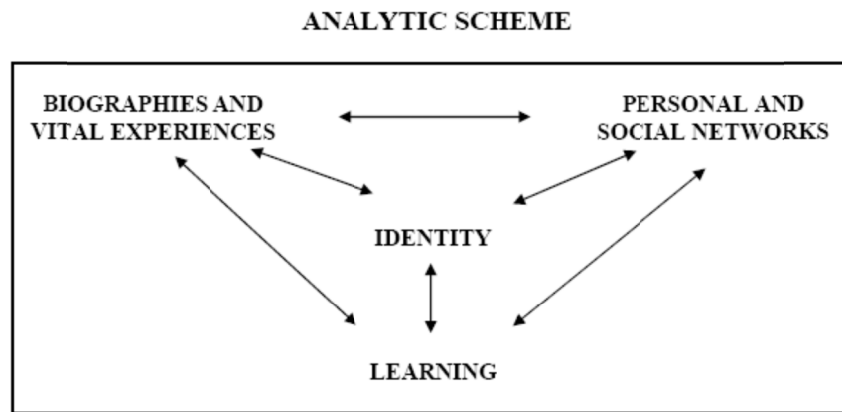 ANALYTIC SCHEME
BIOGRAPHIES AND
VITAL EXPERIENCES
PERSONAL AND
SOCIAL NETWORKS
IDENTITY
LEARNING